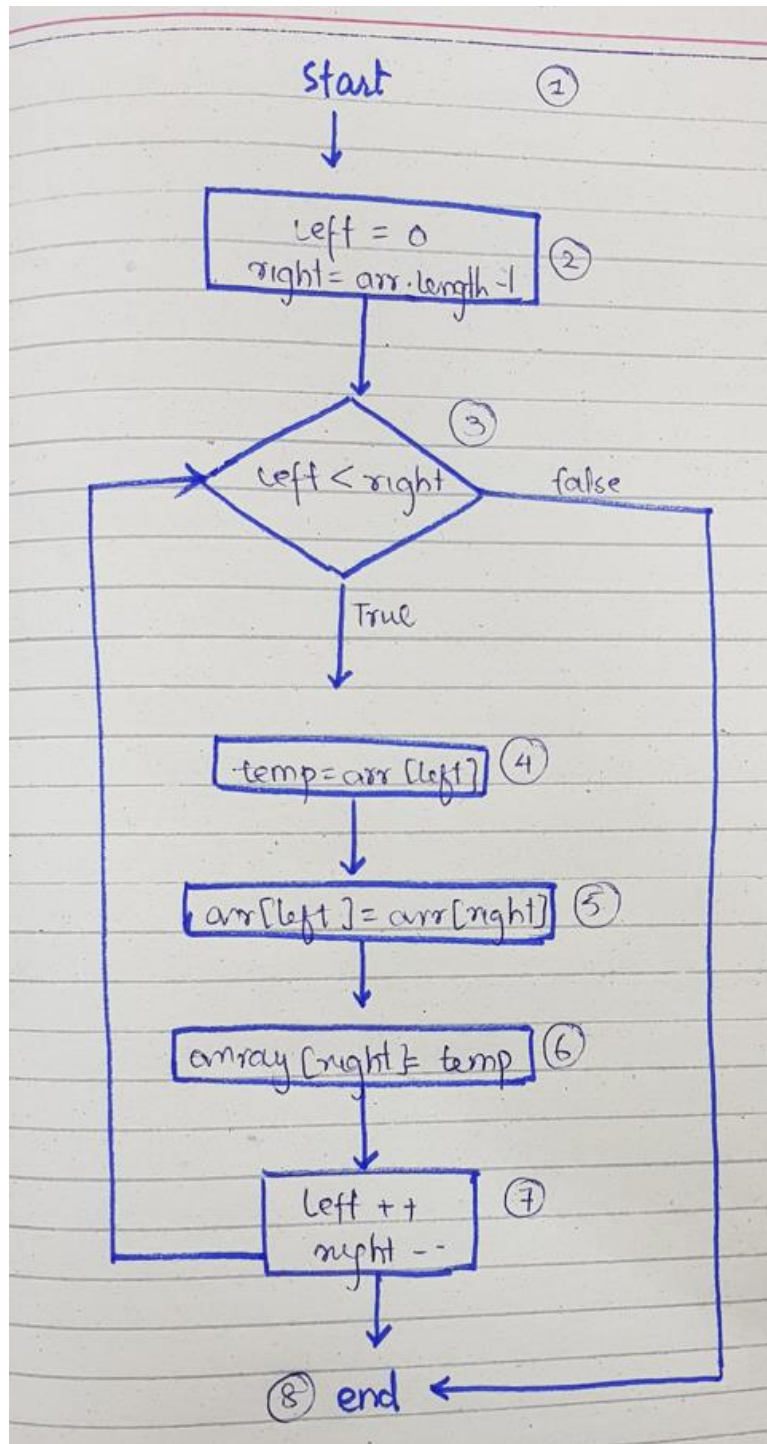 start ①
left = 0
right = arr.length-1 ②
③
left < right false
True
temp=arr [left] ④
arr[left] = arr[right] ⑤
array [right] = temp ⑥
left ++ ⑦
right --
⑧ end